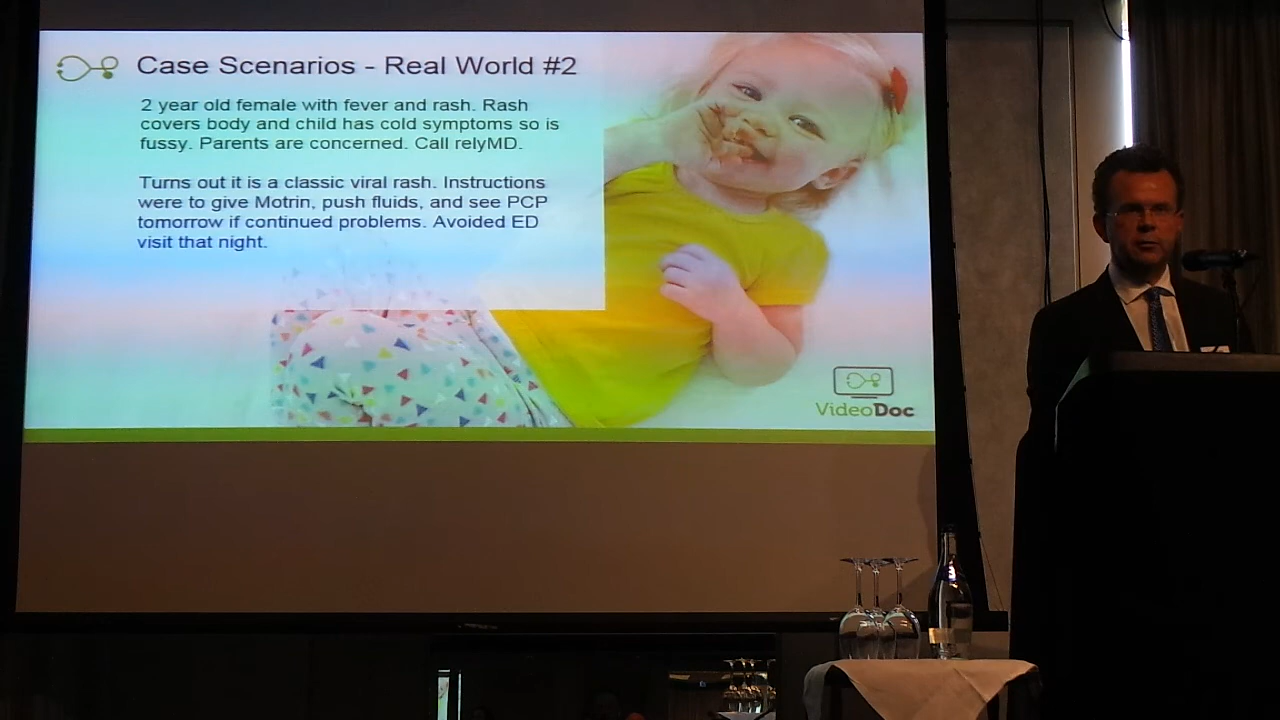 Case Scenarios - Real World #2
2 year old female with fever and rash. Rash
covers body and child has cold symptoms so is
fussy. Parents are concerned. Call relyMD.
Turns out it is a classic viral rash. Instructions
were to give Motrin, push fluids, and see PCP
tomorrow if continued problems. Avoided ED
visit that night.
VideoDoc